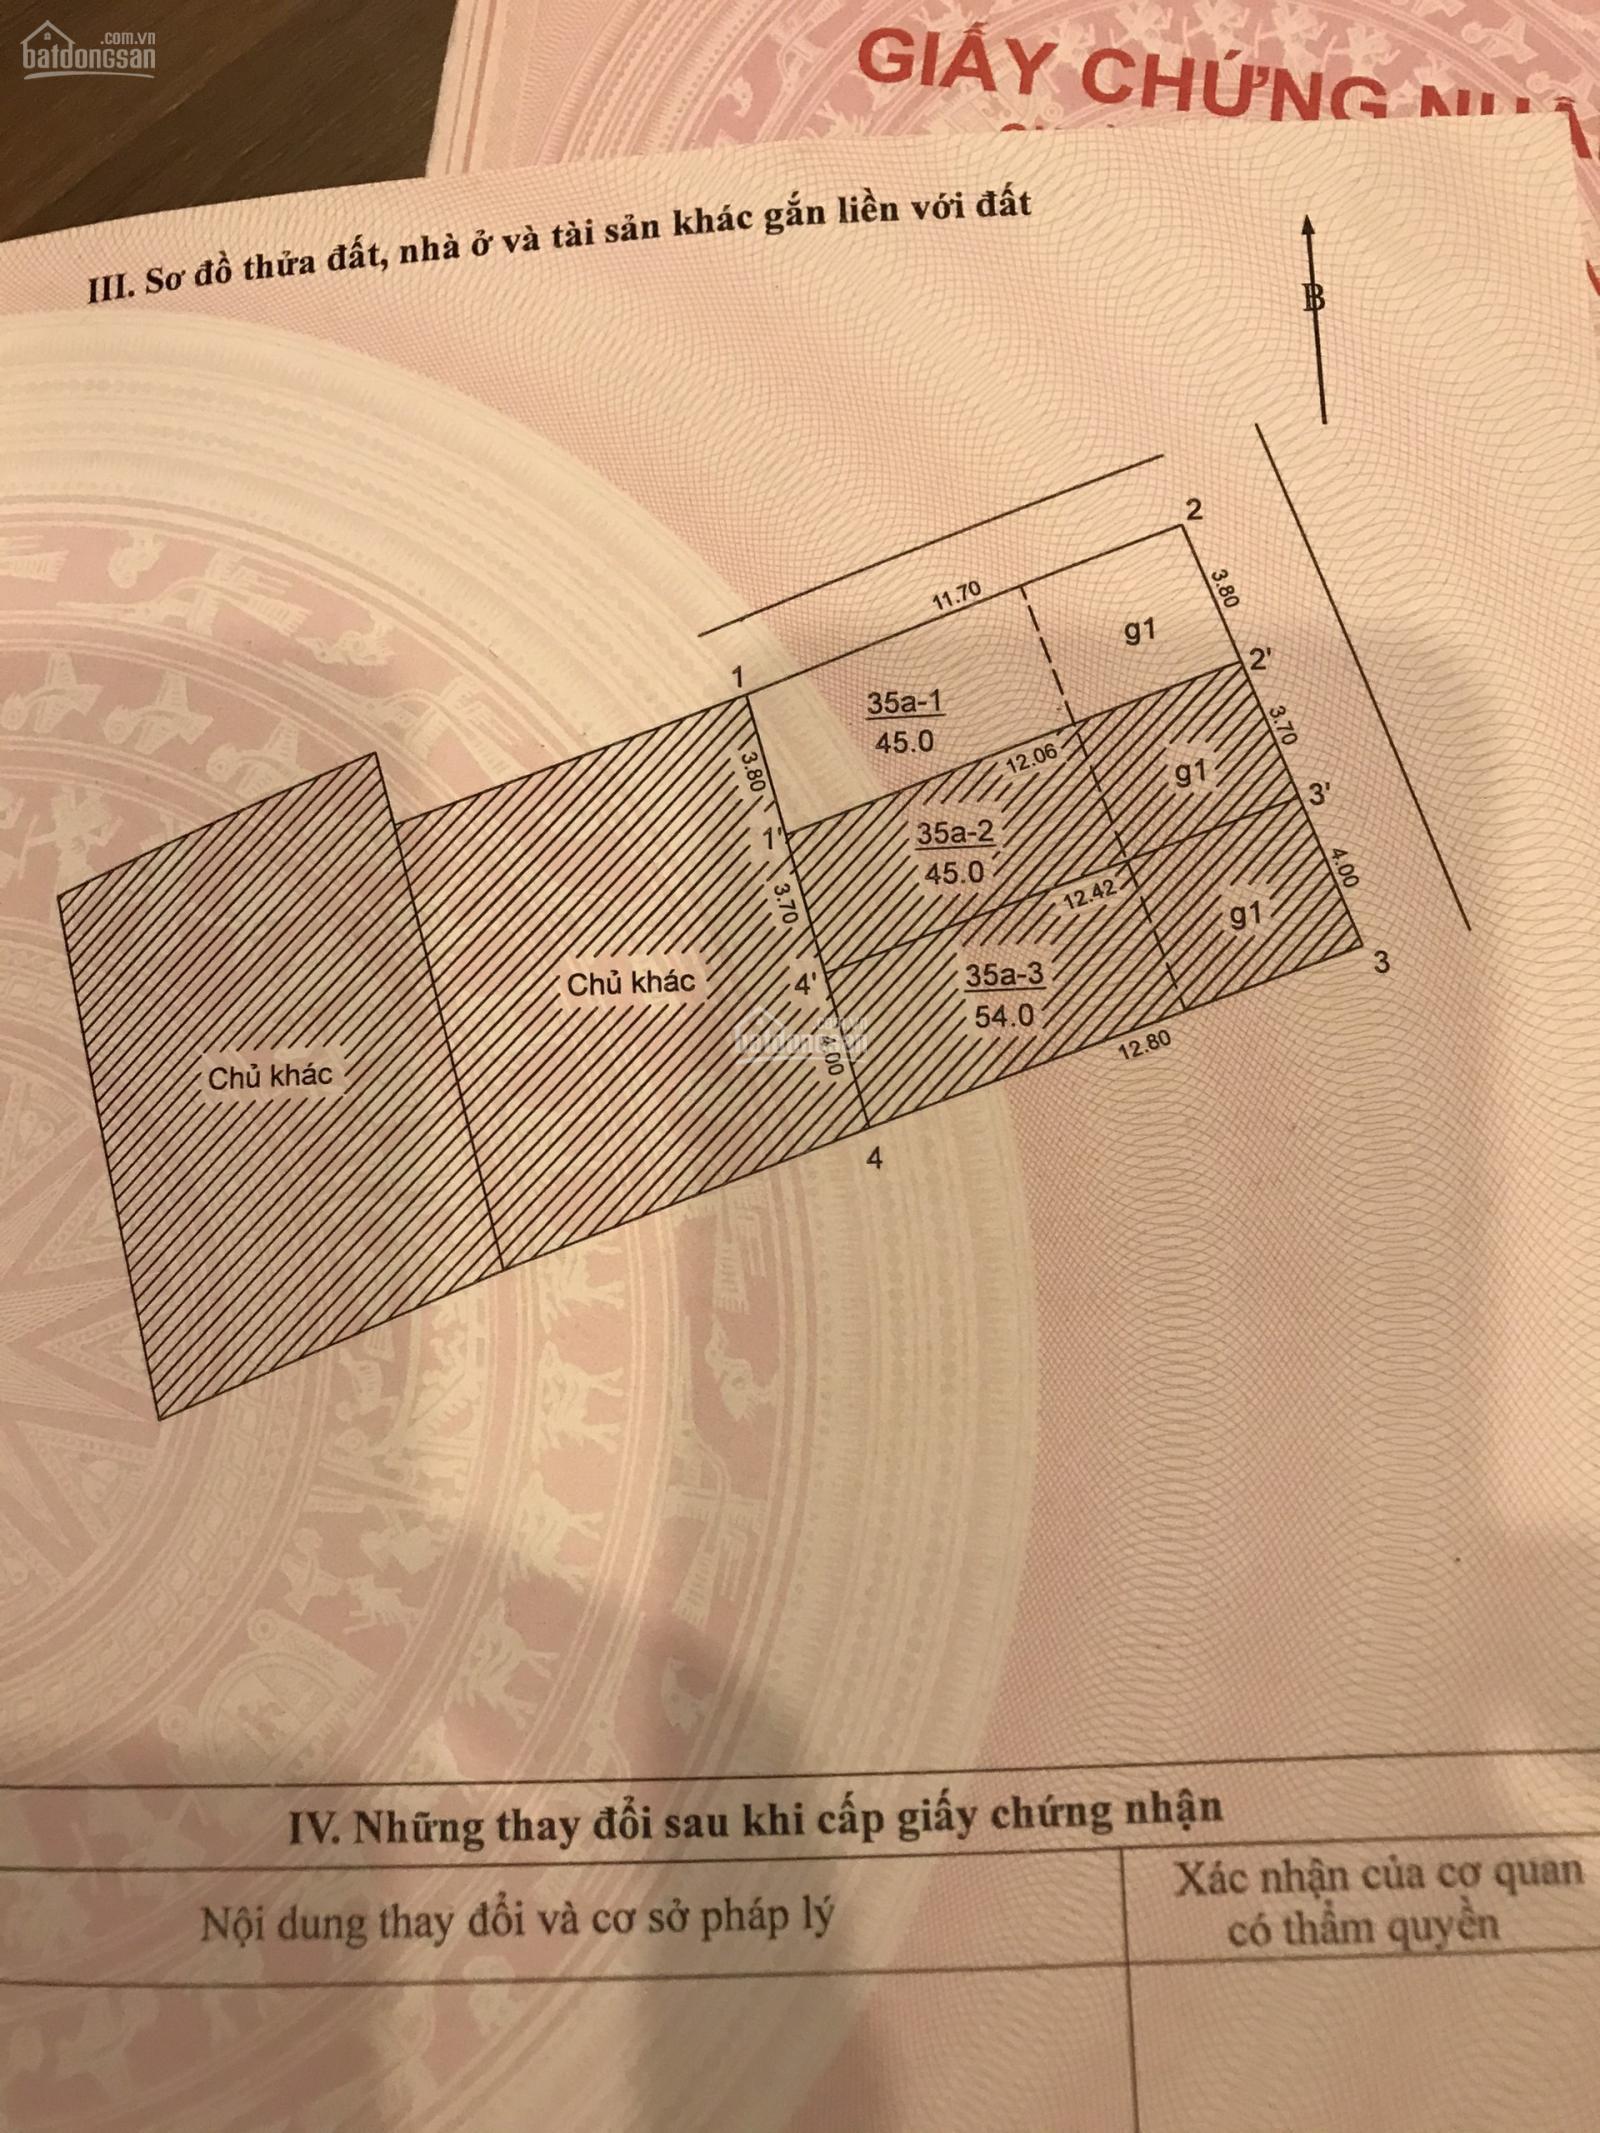 batdongsan
.com.vn
GIẤY CHỨNG
III. Sơ đồ thửa đất, nhà ở và tài sản khác gắn liền với đất
B
2
11.70
3.80
g1
1
2'
35a-1
45.0
3.80
12.06
3.70
g1
3'
1'
35a-2
45.0
3.70
12.42
4.00
g1
3
Chủ khác
4'
35a-3
54.0
4.00
12.80
Chủ khác
batdongsan
.com.vn
4
IV. Những thay đổi sau khi cấp giấy chứng nhận
Nội dung thay đổi và cơ sở pháp lý
Xác nhận của cơ quan
có thẩm quyền